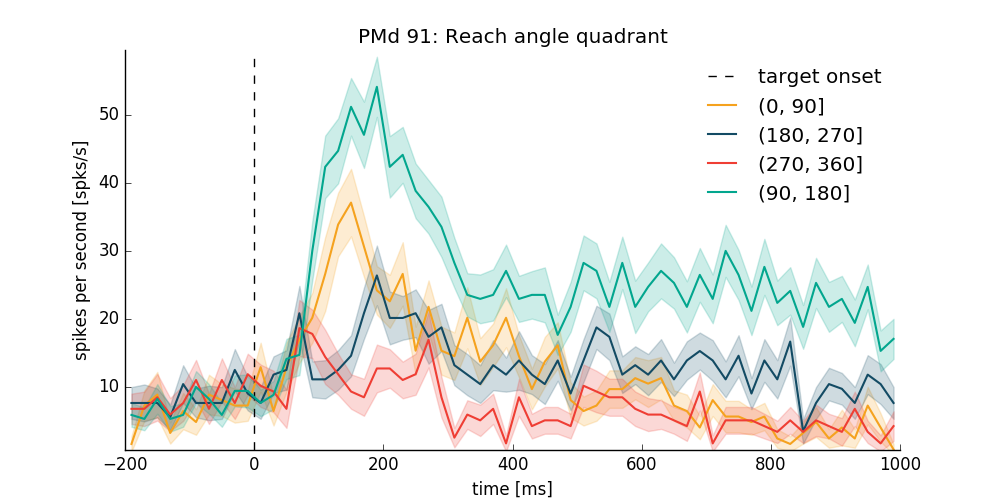 PMd 91: Reach angle quadrant
target onset
(0, 90]
(180, 270]
(270, 360]
(90, 180]
spikes per second [spks/s]
50
40
30
20
10
−200 0 200 400 600 800 1000
time [ms]